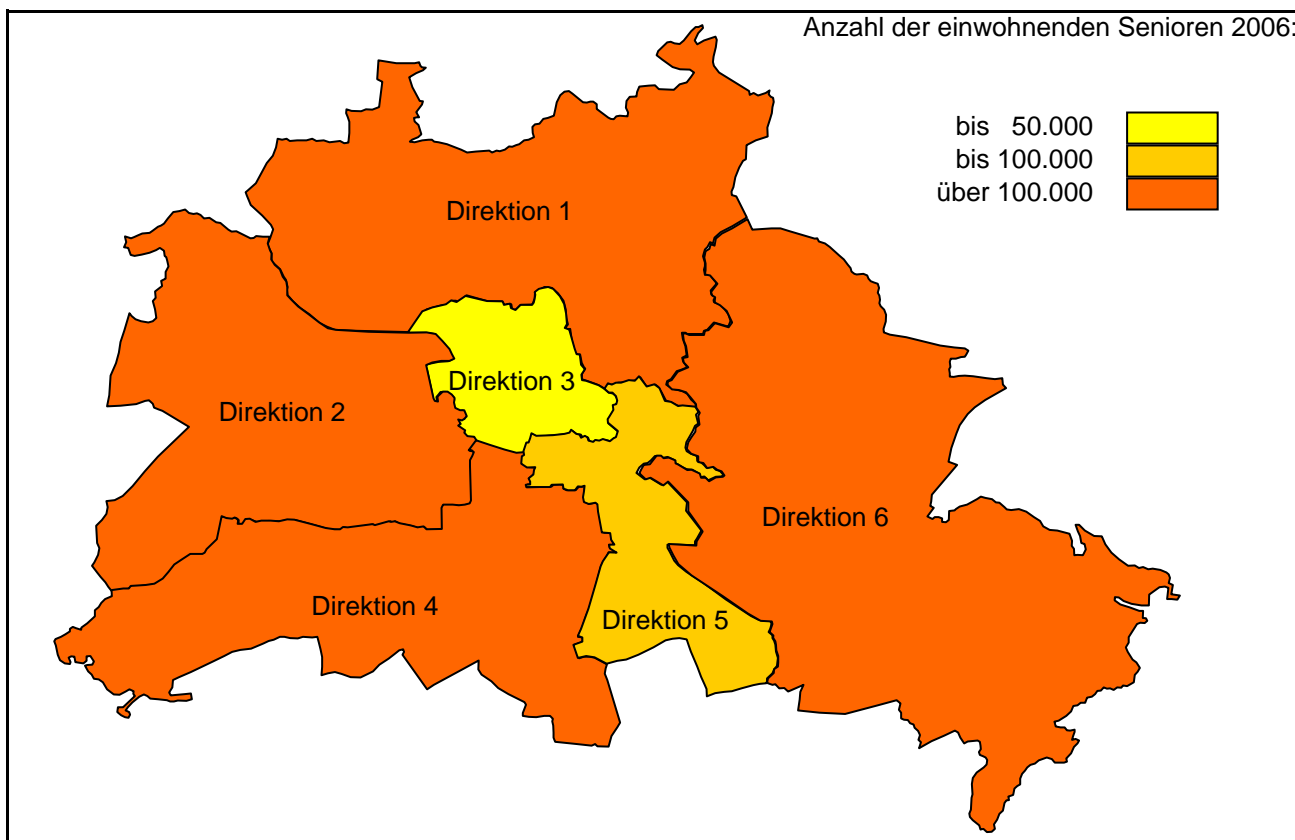 Anzahl der einwohnenden Senioren 2006:
bis 50.000
bis 100.000
über 100.000
Direktion 1
Direktion 3
Direktion 2
Direktion 6
Direktion 4
Direktion 5